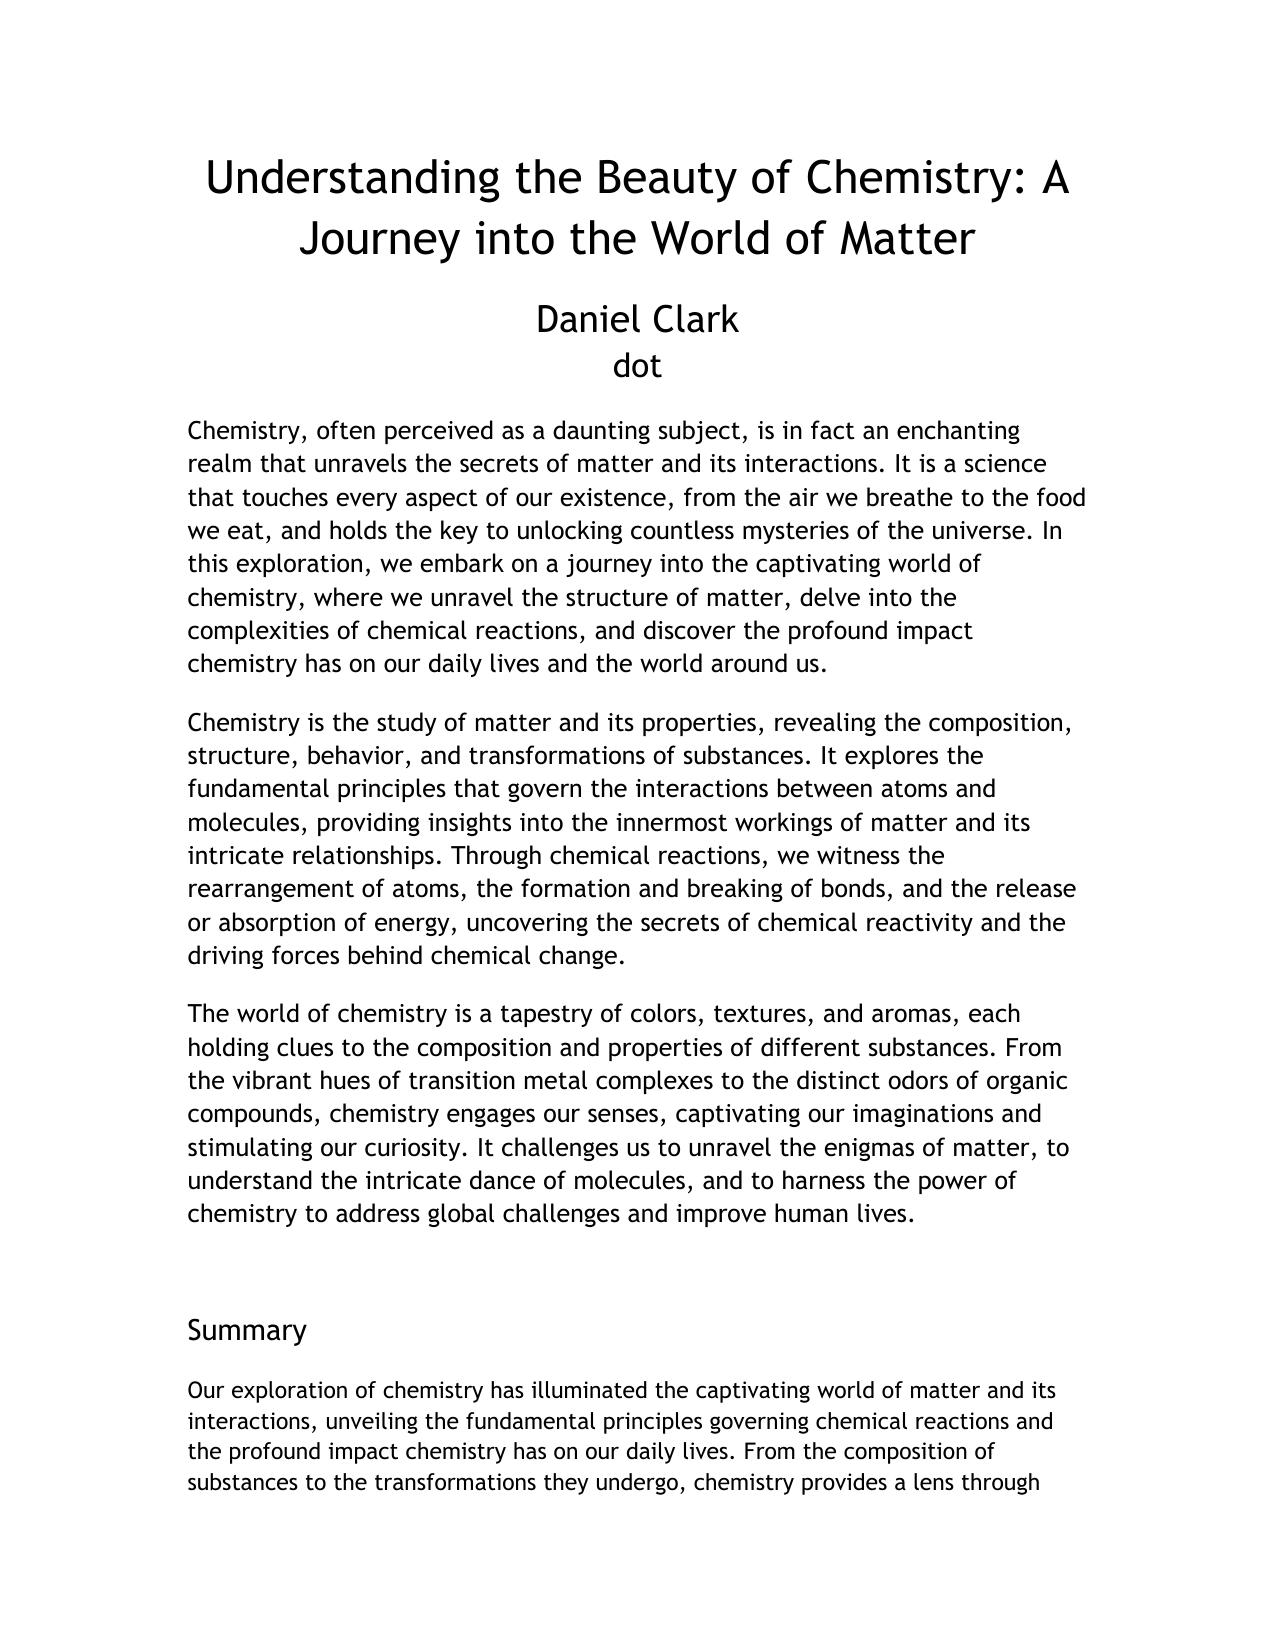 Understanding the Beauty of Chemistry: A
Journey into the World of Matter
Daniel Clark
dot
Chemistry, often perceived as a daunting subject, is in fact an enchanting
realm that unravels the secrets of matter and its interactions. It is a science
that touches every aspect of our existence, from the air we breathe to the food
we eat, and holds the key to unlocking countless mysteries of the universe. In
this exploration, we embark on a journey into the captivating world of
chemistry, where we unravel the structure of matter, delve into the
complexities of chemical reactions, and discover the profound impact
chemistry has on our daily lives and the world around us.
Chemistry is the study of matter and its properties, revealing the composition,
structure, behavior, and transformations of substances. It explores the
fundamental principles that govern the interactions between atoms and
molecules, providing insights into the innermost workings of matter and its
intricate relationships. Through chemical reactions, we witness the
rearrangement of atoms, the formation and breaking of bonds, and the release
or absorption of energy, uncovering the secrets of chemical reactivity and the
driving forces behind chemical change.
The world of chemistry is a tapestry of colors, textures, and aromas, each
holding clues to the composition and properties of different substances. From
the vibrant hues of transition metal complexes to the distinct odors of organic
compounds, chemistry engages our senses, captivating our imaginations and
stimulating our curiosity. It challenges us to unravel the enigmas of matter, to
understand the intricate dance of molecules, and to harness the power of
chemistry to address global challenges and improve human lives.
Summary
Our exploration of chemistry has illuminated the captivating world of matter and its
interactions, unveiling the fundamental principles governing chemical reactions and
the profound impact chemistry has on our daily lives. From the composition of
substances to the transformations they undergo, chemistry provides a lens through